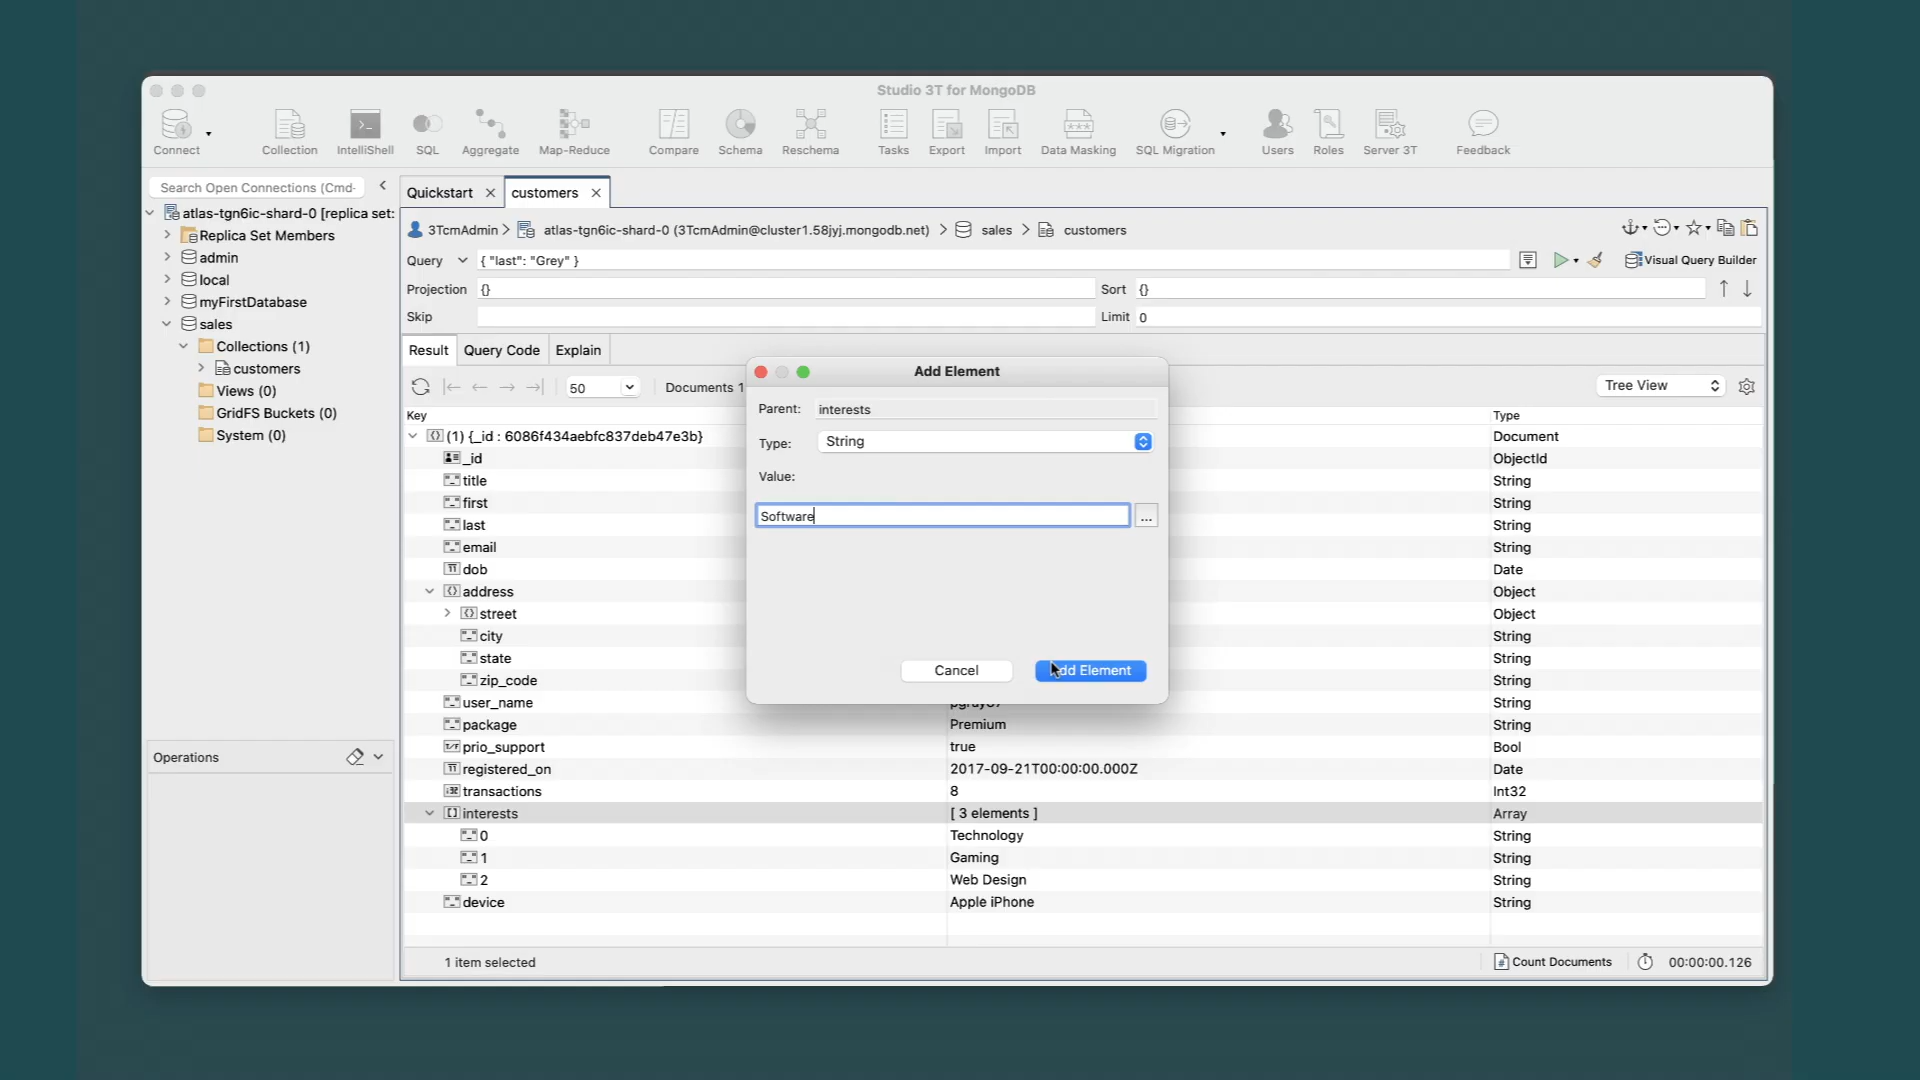 Studio 3T for MongoDB
Connect
Collection
IntelliShell
SQL
Aggregate
Map-Reduce
Compare
Schema
Reschema
Tasks
Export
Import
Data Masking
SQL Migration
Users
Roles
Server 3T
Feedback
Search Open Connections (Cmd-
atlas-tgn6ic-shard-0 [replica set:
Replica Set Members
admin
local
myFirstDatabase
sales
Collections (1)
customers
Views (0)
GridFS Buckets (0)
System (0)
Operations
Quickstart
customers
3TcmAdmin
atlas-tgn6ic-shard-0 (3TcmAdmin@cluster1.58jyj.mongodb.net)
sales
customers
Query { "last": "Grey" }
Visual Query Builder
Projection {}
Sort {}
Skip
Limit 0
Result
Query Code
Explain
50
Documents 1
Tree View
Key
Type
(1) {_id : 6086f434aebfc837deb47e3b}
Document
_id
ObjectId
title
String
first
String
last
String
email
String
dob
Date
address
Object
street
Object
city
String
state
String
zip_code
String
user_name
String
package
Premium
String
prio_support
true
Bool
registered_on
2017-09-21T00:00:00.000Z
Date
transactions
8
Int32
interests
[ 3 elements ]
Array
0
Technology
String
1
Gaming
String
2
Web Design
String
device
Apple iPhone
String
1 item selected
Count Documents
00:00:00.126
Add Element
Parent: interests
Type: String
Value:
Software
...
Cancel
Add Element